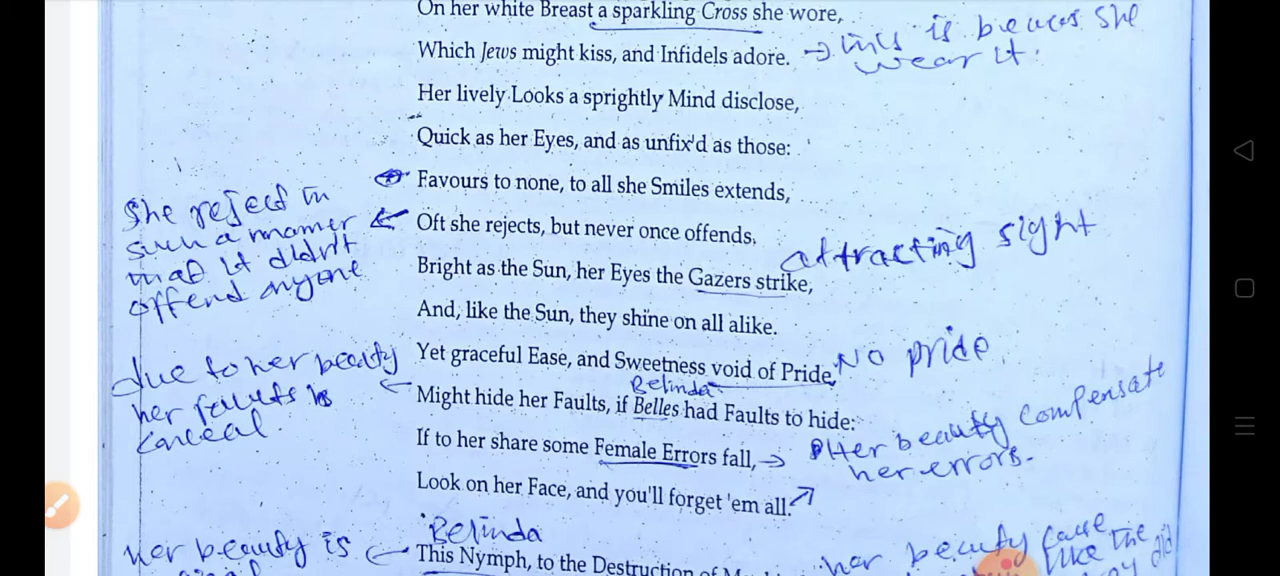 On her white Breast a sparkling Cross she wore,
Which Jews might kiss, and Infidels adore. → this is
she
wear it.
Her lively Looks a sprightly Mind disclose,
Quick as her Eyes, and as unfix'd as those:
Favours to none, to all she Smiles extends,
Oft she rejects, but never once offends.
she reject in
such a manner
that it didn't
offend anyone
attracting sight
Bright as the Sun, her Eyes the Gazers strike,
And, like the Sun, they shine on all alike.
Yet graceful Ease, and Sweetness void of Pride,
No pride.
Belinda
Might hide her Faults, if Belles had Faults to hide:
due to her beauty
her faults is
conceal.
If to her share some Female Errors fall, →
Her beauty compensate
her errors.
Look on her Face, and you'll forget 'em all.
Belinda
her beauty is
This Nymph, to the Destruction of
her beauty cause
like the